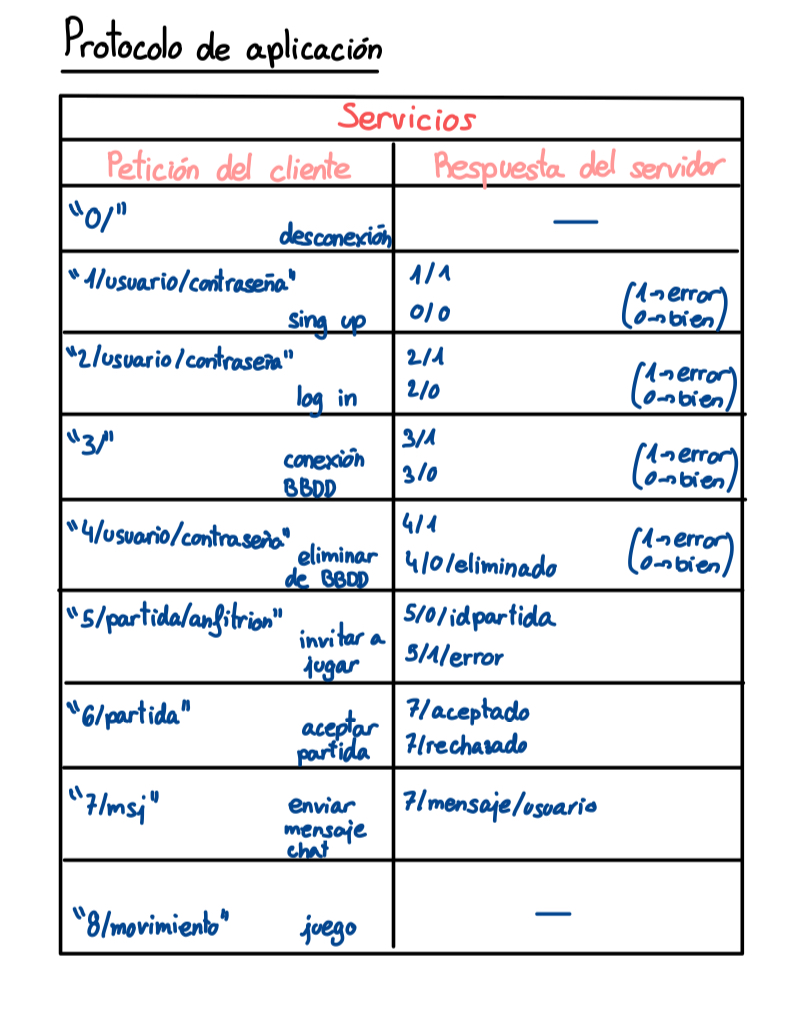 Protocolo de aplicación
Servicios
Petición del cliente
Respuesta del servidor
"0/"
desconexión
—
"1/usuario/contraseña"
sing up
1/1
0/0
(1→error)
(0→bien)
"2/usuario/contraseña"
log in
2/1
2/0
(1→error)
(0→bien)
"3/"
conexión
BBDD
3/1
3/0
(1→error)
(0→bien)
"4/usuario/contraseña"
eliminar
de BBDD
4/1
4/0/eliminado
(1→error)
(0→bien)
"5/partida/anfitrion"
invitar a
jugar
5/0/idpartida
5/1/error
"6/partida"
aceptar
partida
7/aceptado
7/rechasado
"7/msj"
enviar
mensaje
chat
7/mensaje/usuario
"8/movimiento"
juego
—